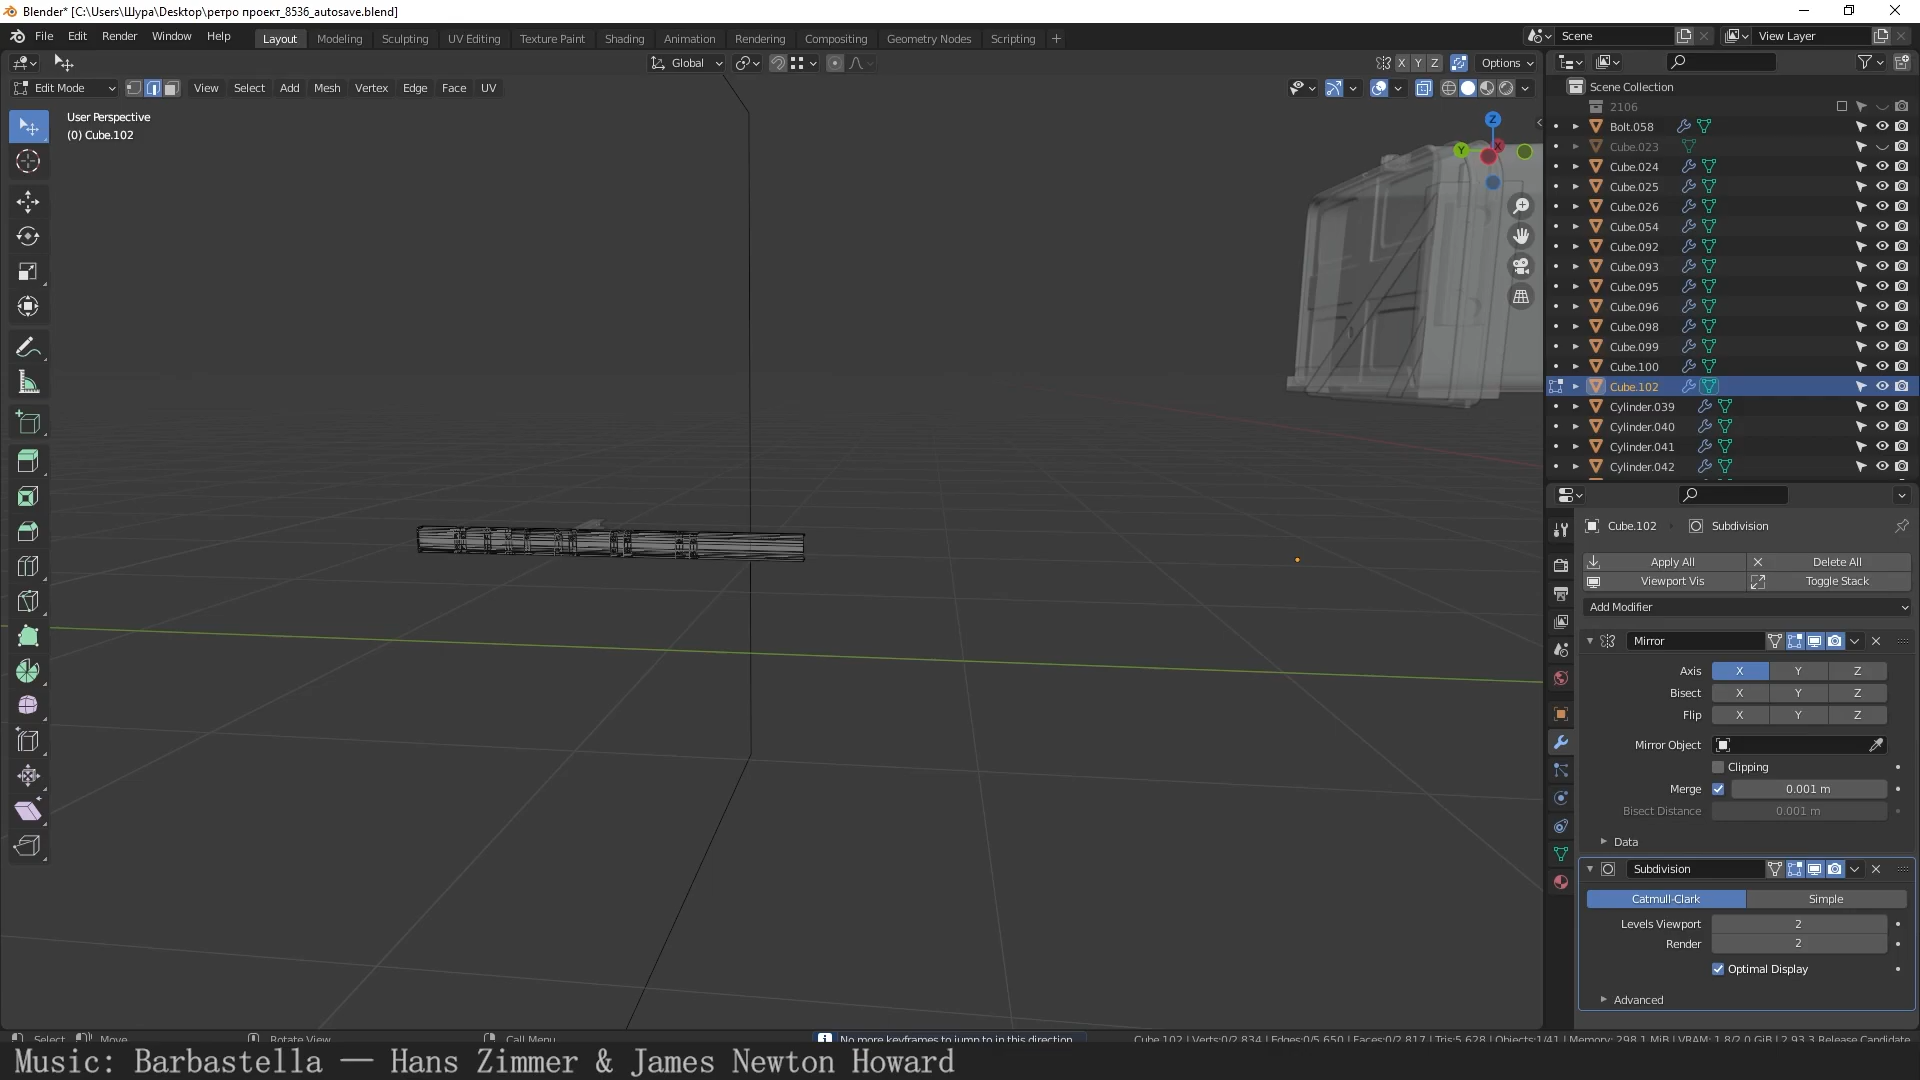 Blender* [C:\Users\Шура\Desktop\ретро проект_8536_autosave.blend]
File Edit Render Window Help Layout Modeling Sculpting UV Editing Texture Paint Shading Animation Rendering Compositing Geometry Nodes Scripting + Scene View Layer
Global X Y Z Options
Edit Mode View Select Add Mesh Vertex Edge Face UV
User Perspective
(0) Cube.102
Z
Y X
Scene Collection
2106
Bolt.058
Cube.023
Cube.024
Cube.025
Cube.026
Cube.054
Cube.092
Cube.093
Cube.095
Cube.096
Cube.098
Cube.099
Cube.100
Cube.102
Cylinder.039
Cylinder.040
Cylinder.041
Cylinder.042
Cube.102 Subdivision
Apply All Delete All
Viewport Vis Toggle Stack
Add Modifier
Mirror
Axis X Y Z
Bisect X Y Z
Flip X Y Z
Mirror Object
Clipping
Merge 0.001 m
Bisect Distance 0.001 m
Data
Subdivision
Catmull-Clark Simple
Levels Viewport 2
Render 2
Optimal Display
Advanced
Select Move Rotate View Call Menu No more keyframes to jump to in this direction Cube.102 | Verts:0/2,834 | Edges:0/5,650 | Faces:0/2,817 | Tris:5,628 | Objects:1/41 | Memory: 298.1 MiB | VRAM: 1.8/2.0 GiB | 2.93.3 Release Candidate
Music: Barbastella — Hans Zimmer & James Newton Howard